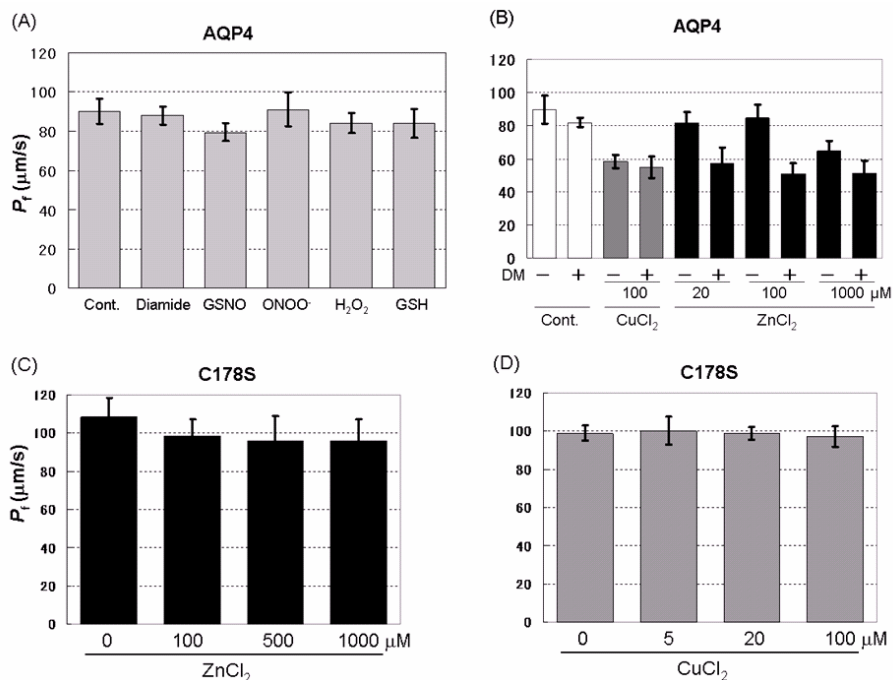 (A)
AQP4
120
100
80
60
40
20
0
Pf (μm/s)
Cont. Diamide GSNO ONOO- H2O2 GSH
(B)
AQP4
120
100
80
60
40
20
0
DM − + − + − + − + − +
100 20 100 1000 μM
Cont. CuCl2 ZnCl2
(C)
C178S
120
100
80
60
40
20
0
Pf (μm/s)
0 100 500 1000 μM
ZnCl2
(D)
C178S
120
100
80
60
40
20
0
0 5 20 100 μM
CuCl2